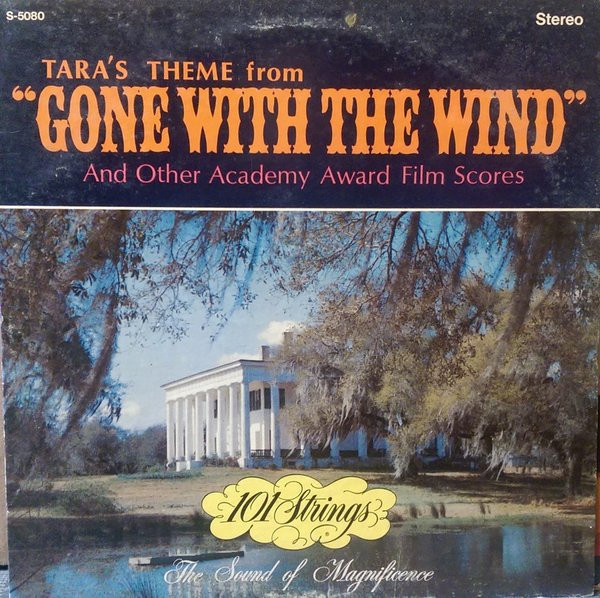 S-5080
Stereo
TARA'S THEME from
"GONE WITH THE WIND"
And Other Academy Award Film Scores
101 Strings
The Sound of Magnificence